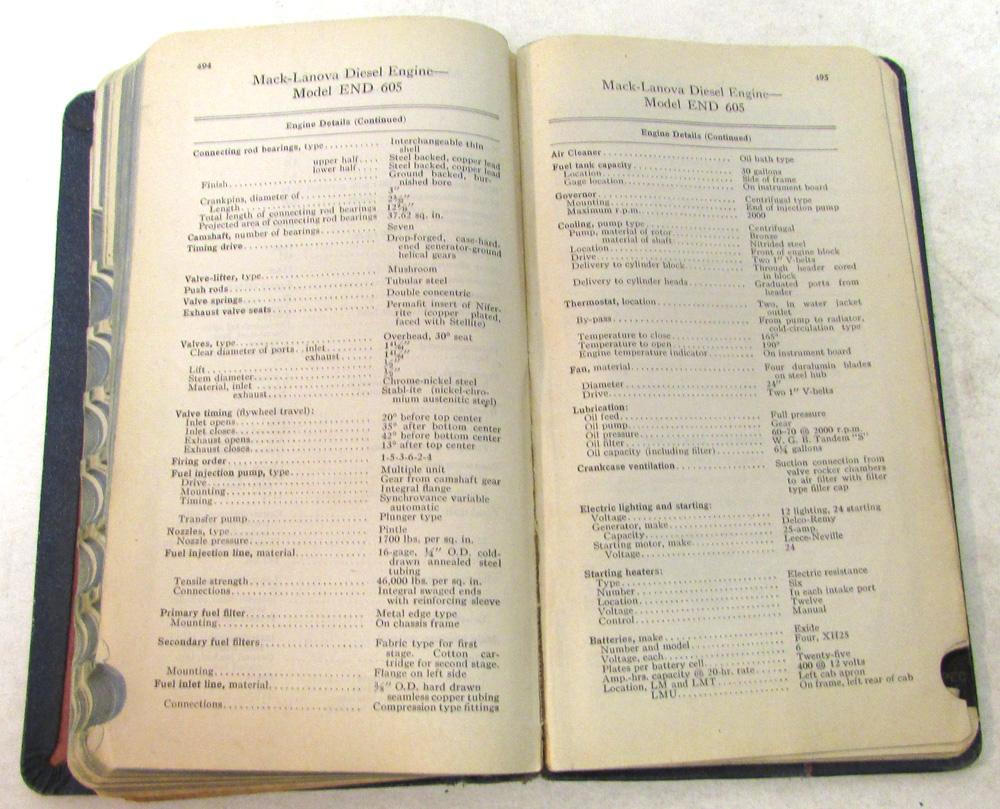 494
Mack-Lanova Diesel Engine—
Model END 605
Engine Details (Continued)
Connecting rod bearings, type.......... Interchangeable thin
shell
upper half.... Steel backed, copper lead
lower half.... Steel backed, copper lead
Finish.......... Ground backed, bur-
nished bore
Crankpins, diameter of.......... 3"
Length..........
Total length of connecting rod bearings
Projected area of connecting rod bearings 37.62 sq. in.
Camshaft, number of bearings.......... Seven
Timing drive.......... Drop-forged, case-hard-
ened generator-ground
helical gears
Valve-lifter, type.......... Mushroom
Push rods.......... Tubular steel
Valve springs.......... Double concentric
Exhaust valve seats.......... Permafit insert of Nifer-
rite (copper plated,
faced with Stellite)
Valves, type.......... Overhead, 30° seat
Clear diameter of ports.. inlet....
exhaust....
Lift..........
Stem diameter..........
Material, inlet.......... Chrome-nickel steel
exhaust.......... Stabl-ite (nickel-chro-
mium austenitic steel)
Valve timing (flywheel travel):
Inlet opens.......... 20° before top center
Inlet closes.......... 35° after bottom center
Exhaust opens.......... 42° before bottom center
Exhaust closes.......... 13° after top center
Firing order.......... 1-5-3-6-2-4
Fuel injection pump, type.......... Multiple unit
Drive.......... Gear from camshaft gear
Mounting.......... Integral flange
Timing.......... Synchrovance variable
automatic
Transfer pump.......... Plunger type
Nozzles, type.......... Pintle
Nozzle pressure.......... 1700 lbs. per sq. in.
Fuel injection line, material.......... 16-gage, ¼" O.D. cold-
drawn annealed steel
tubing
Tensile strength.......... 46,000 lbs. per sq. in.
Connections.......... Integral swaged ends
with reinforcing sleeve
Primary fuel filter.......... Metal edge type
Mounting.......... On chassis frame
Secondary fuel filters.......... Fabric type for first
stage. Cotton car-
tridge for second stage.
Mounting.......... Flange on left side
Fuel inlet line, material.......... O.D. hard drawn
seamless copper tubing
Connections.......... Compression type fittings
495
Mack-Lanova Diesel Engine—
Model END 605
Engine Details (Continued)
Air Cleaner.......... Oil bath type
Fuel tank capacity.......... 30 gallons
Location.......... Side of frame
Gage location.......... On instrument board
Governor.......... Centrifugal type
Mounting.......... End of injection pump
Maximum r.p.m........... 2000
Cooling, pump type.......... Centrifugal
Pump, material of rotor.......... Bronze
material of shaft.......... Nitrided steel
Location.......... Front of engine block
Drive.......... Two 1" V-belts
Delivery to cylinder block.......... Through header cored
in block
Delivery to cylinder heads.......... Graduated ports from
header
Thermostat, location.......... Two, in water jacket
outlet
By-pass.......... From pump to radiator,
cold-circulation type
Temperature to close.......... 165°
Temperature to open.......... 190°
Engine temperature indicator.......... On instrument board
Fan, material.......... Four duralumin blades
on steel hub
Diameter.......... 24"
Drive.......... Two 1" V-belts
Lubrication:
Oil feed.......... Full pressure
Oil pump.......... Gear
Oil pressure.......... 60-70 @ 2000 r.p.m.
Oil filter.......... W. G. B. Tandem "S"
Oil capacity (including filter).......... gallons
Crankcase ventilation.......... Suction connection from
valve rocker chambers
to air filter with filter
type filler cap
Electric lighting and starting:
Voltage.......... 12 lighting, 24 starting
Generator, make.......... Delco-Remy
Capacity.......... 25-amp.
Starting motor, make.......... Leece-Neville
Voltage.......... 24
Starting heaters:
Type.......... Electric resistance
Number.......... Six
Location.......... In each intake port
Voltage.......... Twelve
Control.......... Manual
Batteries, make.......... Exide
Number and model.......... Four, XH25
Voltage, each.......... 6
Plates per battery cell.......... Twenty-five
Amp.-hrs. capacity @ 20-hr. rate.... 400 @ 12 volts
Location, LM and LMT.......... Left cab apron
LMU.......... On frame, left rear of cab